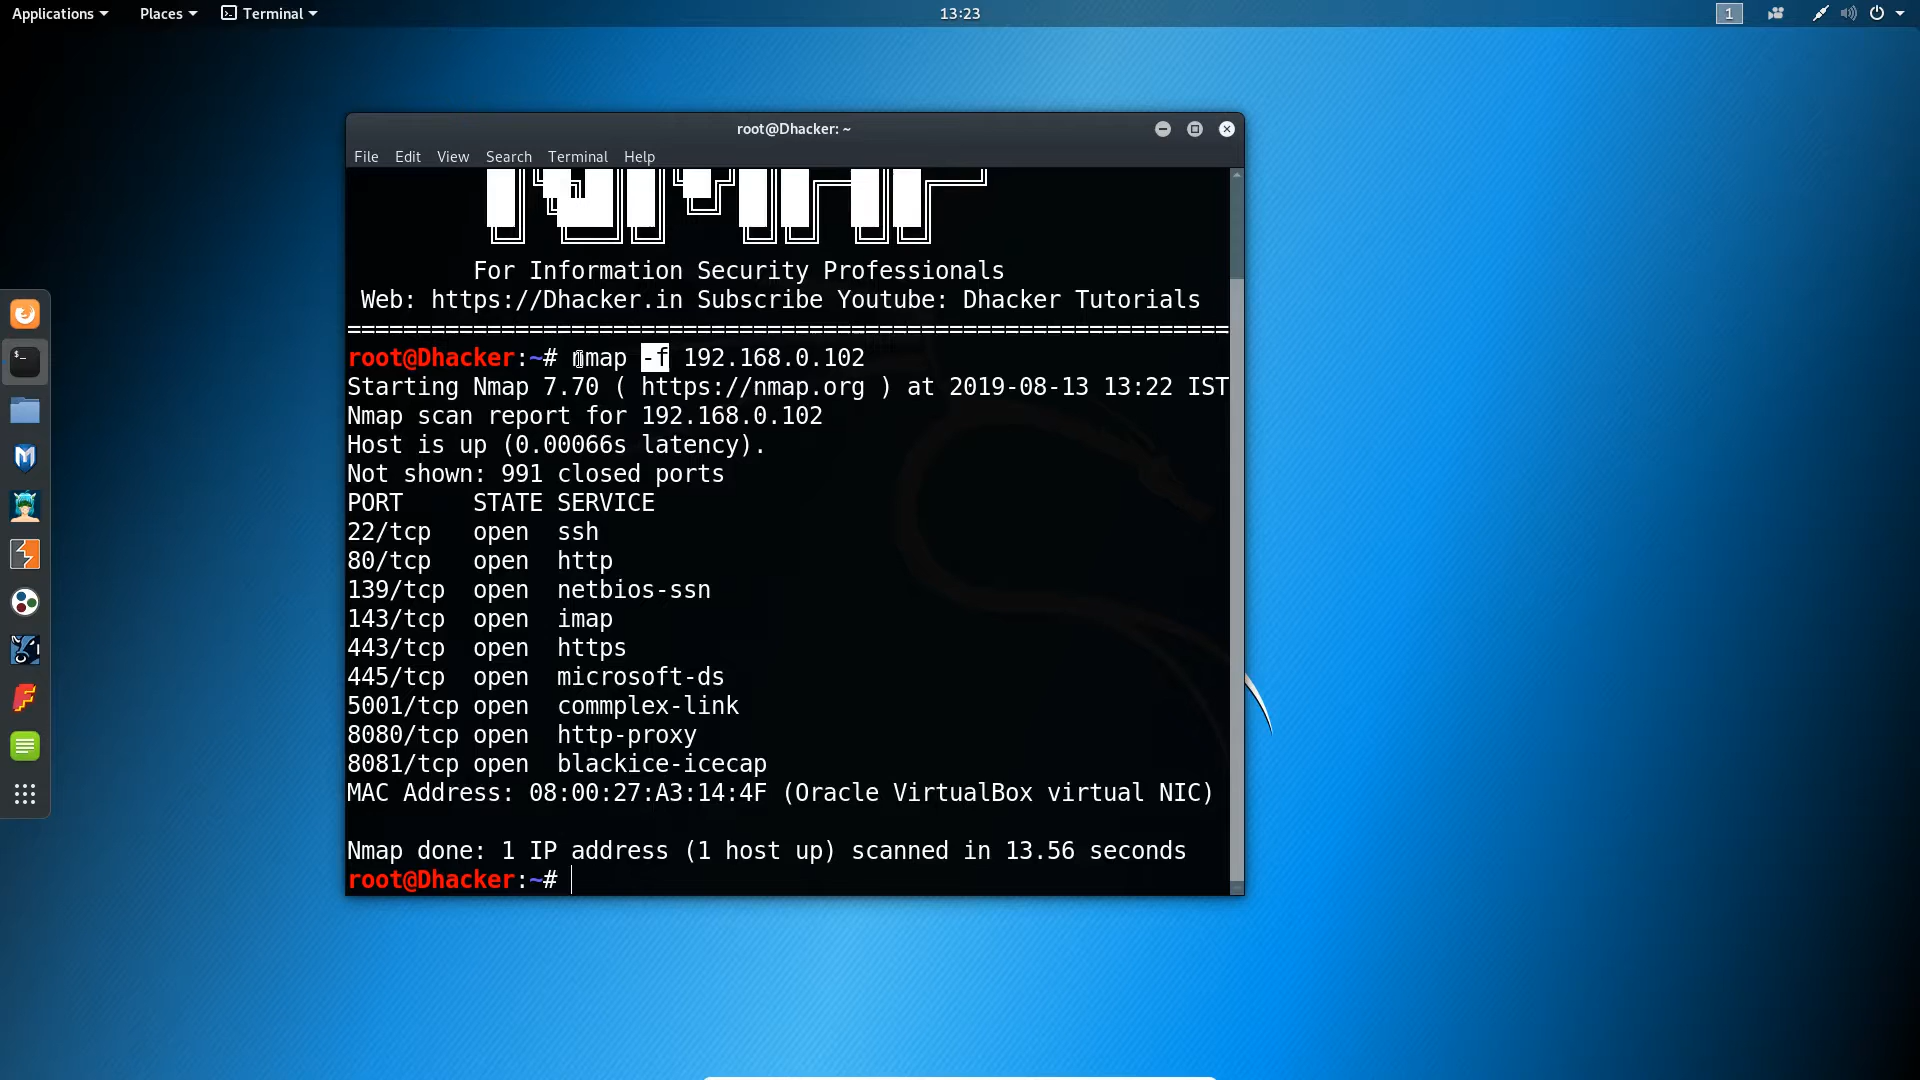 Applications Places Terminal 13:23 1
root@Dhacker: ~
File Edit View Search Terminal Help
For Information Security Professionals
Web: https://Dhacker.in Subscribe Youtube: Dhacker Tutorials
===============================================================
root@Dhacker:~# nmap -f 192.168.0.102
Starting Nmap 7.70 ( https://nmap.org ) at 2019-08-13 13:22 IST
Nmap scan report for 192.168.0.102
Host is up (0.00066s latency).
Not shown: 991 closed ports
PORT STATE SERVICE
22/tcp open ssh
80/tcp open http
139/tcp open netbios-ssn
143/tcp open imap
443/tcp open https
445/tcp open microsoft-ds
5001/tcp open commplex-link
8080/tcp open http-proxy
8081/tcp open blackice-icecap
MAC Address: 08:00:27:A3:14:4F (Oracle VirtualBox virtual NIC)
Nmap done: 1 IP address (1 host up) scanned in 13.56 seconds
root@Dhacker:~#